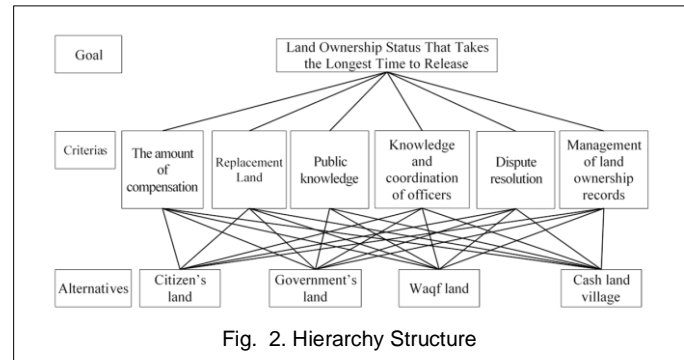 Goal
Land Ownership Status That Takes
the Longest Time to Release
Criterias
The amount
of
compensation
Replacement
Land
Public
knowledge
Knowledge
and
coordination
of officers
Dispute
resolution
Management
of land
ownership
records
Alternatives
Citizen's
land
Government's
land
Waqf land
Cash land
village
Fig. 2. Hierarchy Structure